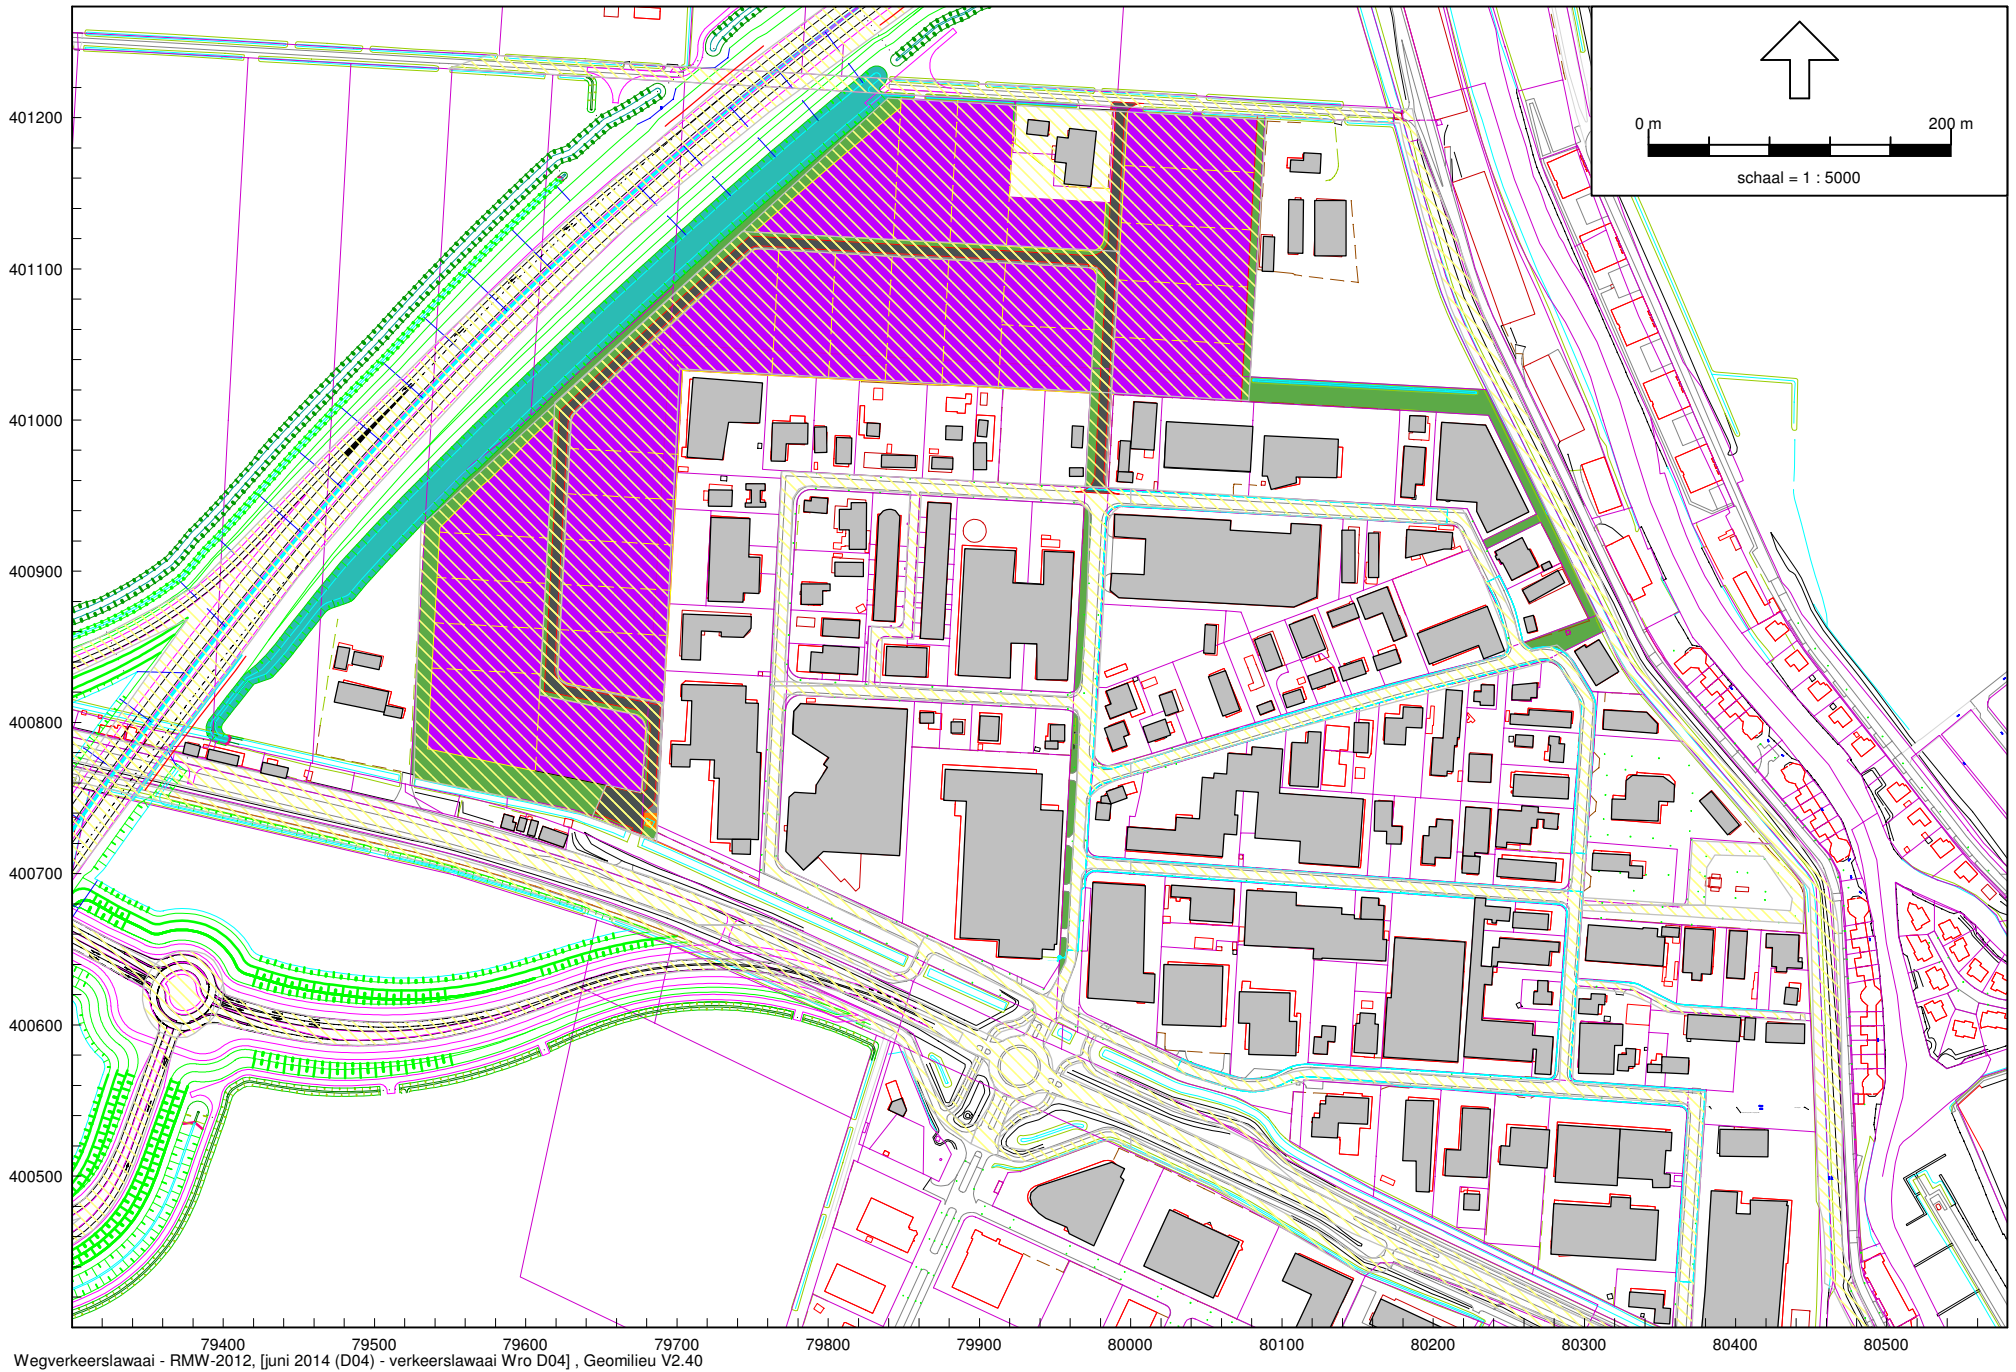 0 m 200 m
schaal = 1 : 5000
401200
401100
401000
400900
400800
400700
400600
400500
79400 79500 79600 79700 79800 79900 80000 80100 80200 80300 80400 80500
Wegverkeerslawaai - RMW-2012, [juni 2014 (D04) - verkeerslawaai Wro D04] , Geomilieu V2.40